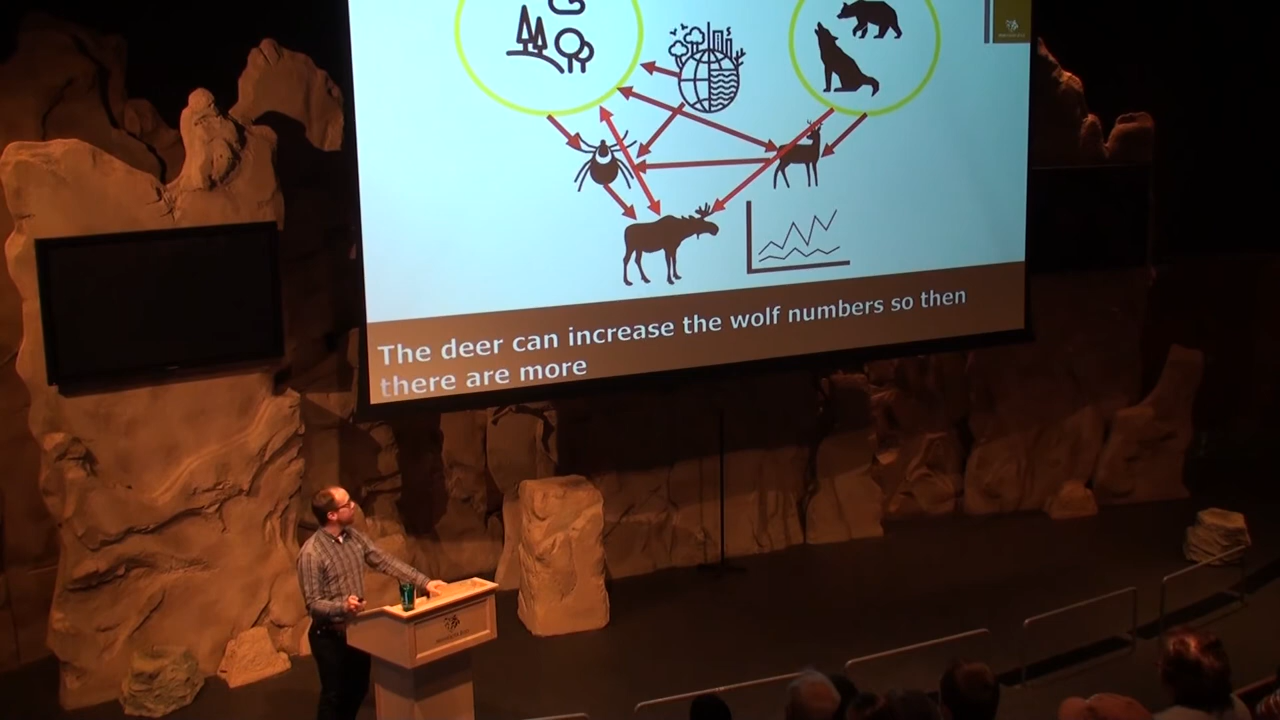 The deer can increase the wolf numbers so then
there are more